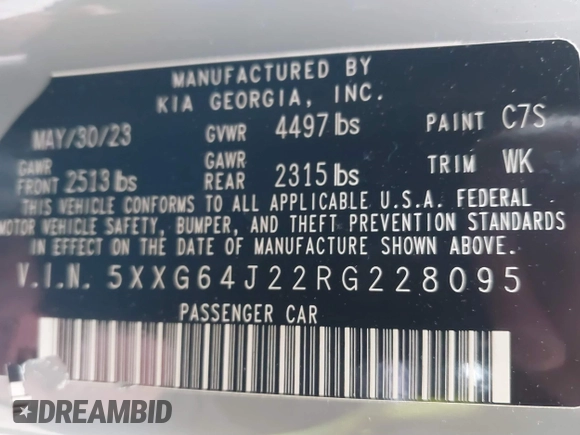 MANUFACTURED BY
KIA GEORGIA, INC.
MAY/30/23 GVWR 4497 lbs PAINT C7S
GAWR FRONT 2513 lbs GAWR REAR 2315 lbs TRIM WK
THIS VEHICLE CONFORMS TO ALL APPLICABLE U.S.A. FEDERAL
MOTOR VEHICLE SAFETY, BUMPER, AND THEFT PREVENTION STANDARDS
IN EFFECT ON THE DATE OF MANUFACTURE SHOWN ABOVE.
V.I.N. 5XXG64J22RG228095
PASSENGER CAR
DREAMBID